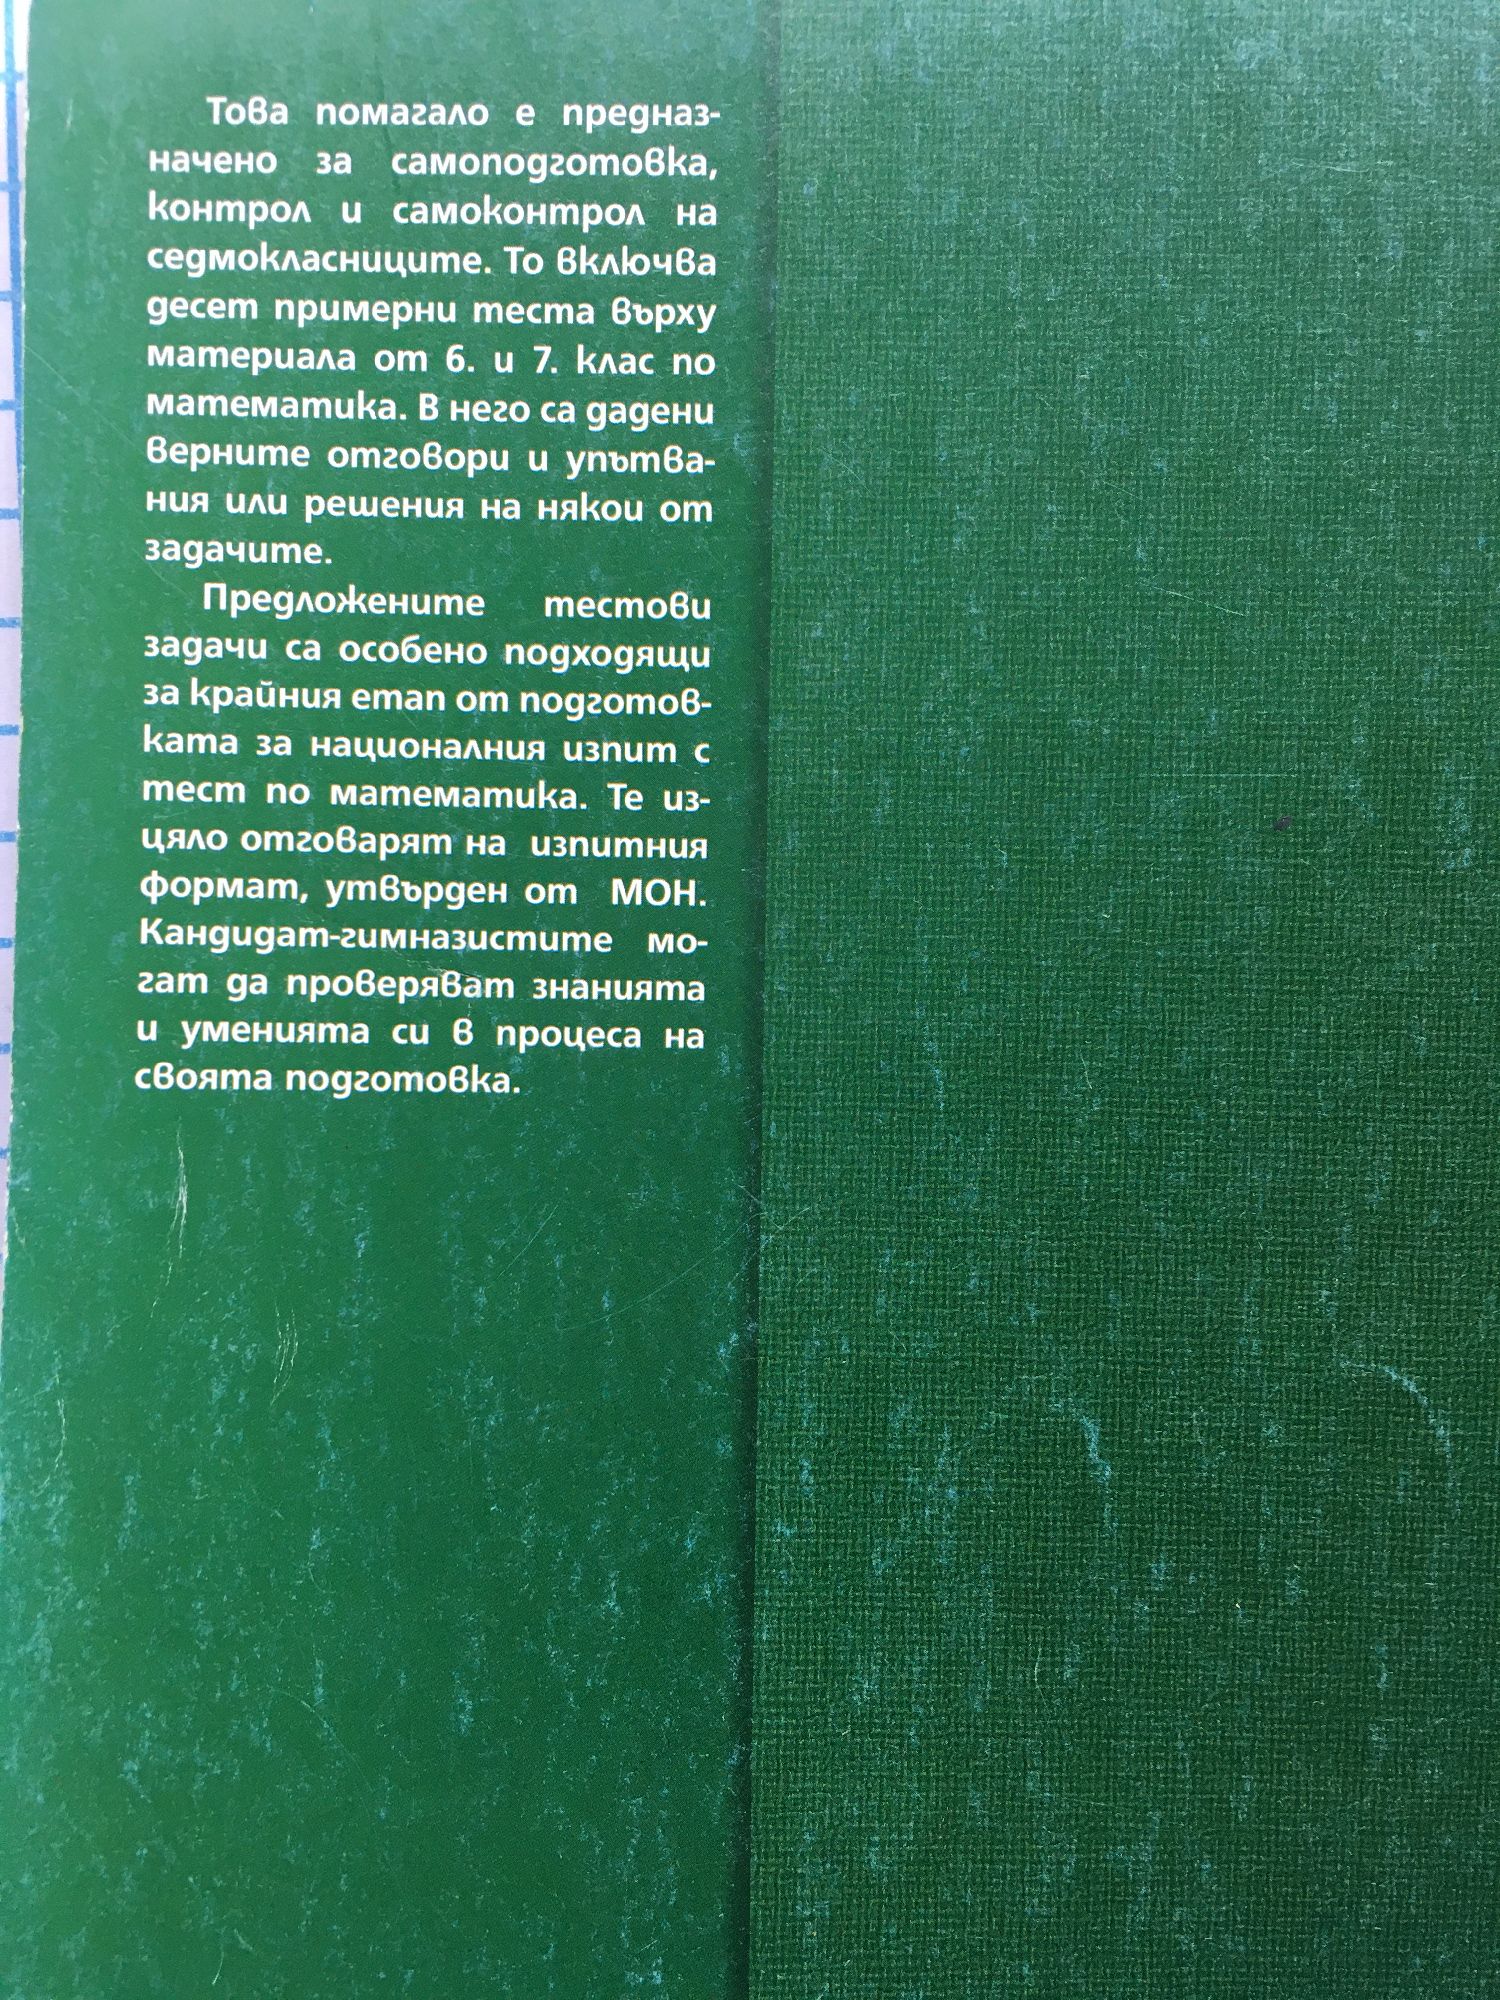 Това помагало е предназ-
начено за самоподготовка,
контрол и самоконтрол на
седмокласниците. То включва
десет примерни теста върху
материала от 6. и 7. клас по
математика. В него са дадени
верните отговори и упътва-
ния или решения на някои от
задачите.
Предложените тестови
задачи са особено подходящи
за крайния етап от подготов-
ката за националния изпит с
тест по математика. Те из-
цяло отговарят на изпитния
формат, утвърден от МОН.
Кандидат-гимназистите мо-
гат да проверяват знанията
и уменията си в процеса на
своята подготовка.